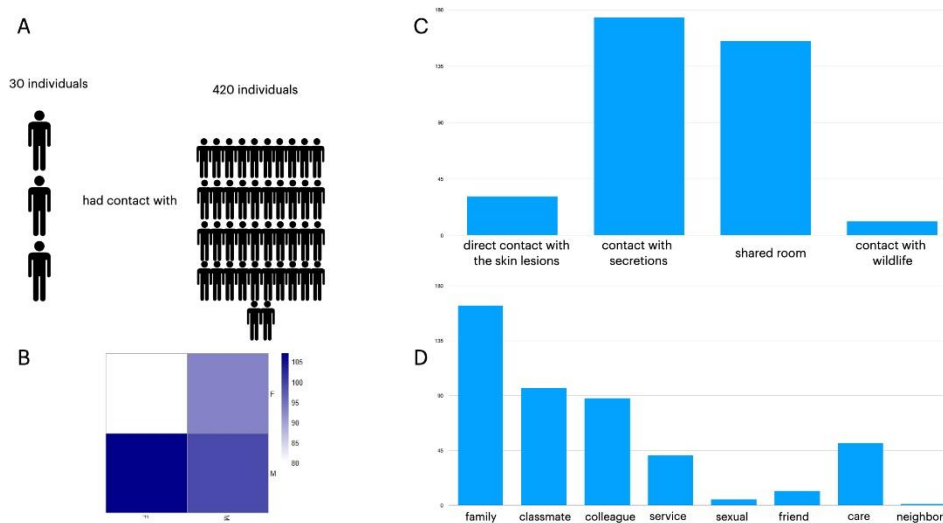 A
30 individuals
420 individuals
had contact with
B
105
100
95
90
85
80
F
M
F
M
C
180
135
90
45
0
direct contact with
the skin lesions
contact with
secretions
shared room
contact with
wildlife
D
180
135
90
45
0
family
classmate
colleague
service
sexual
friend
care
neighbor